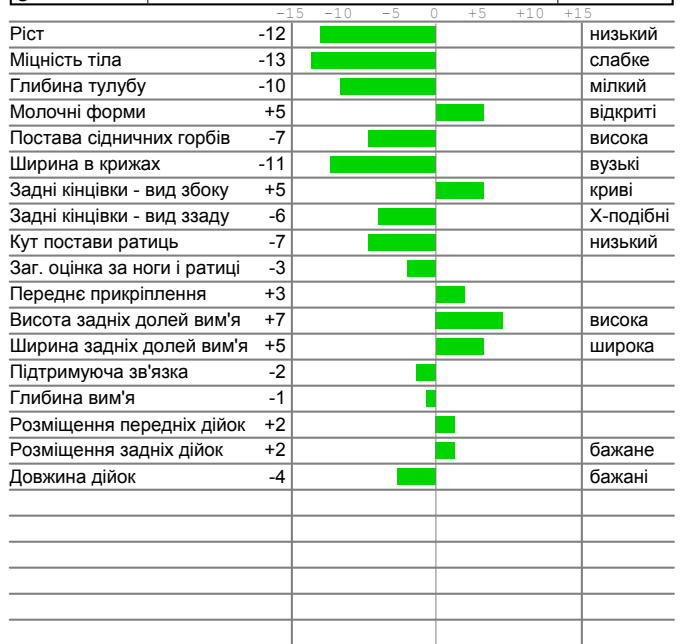 -15 -10 -5 0 +5 +10 +15
Ріст -12 низький
Міцність тіла -13 слабке
Глибина тулубу -10 мілкий
Молочні форми +5 відкриті
Постава сідничних горбів -7 висока
Ширина в крижах -11 вузькі
Задні кінцівки - вид збоку +5 криві
Задні кінцівки - вид ззаду -6 Х-подібні
Кут постави ратиць -7 низький
Заг. оцінка за ноги і ратиці -3
Переднє прикріплення +3
Висота задніх долей вим'я +7 висока
Ширина задніх долей вим'я +5 широка
Підтримуюча зв'язка -2
Глибина вим'я -1
Розміщення передніх дійок +2
Розміщення задніх дійок +2 бажане
Довжина дійок -4 бажані